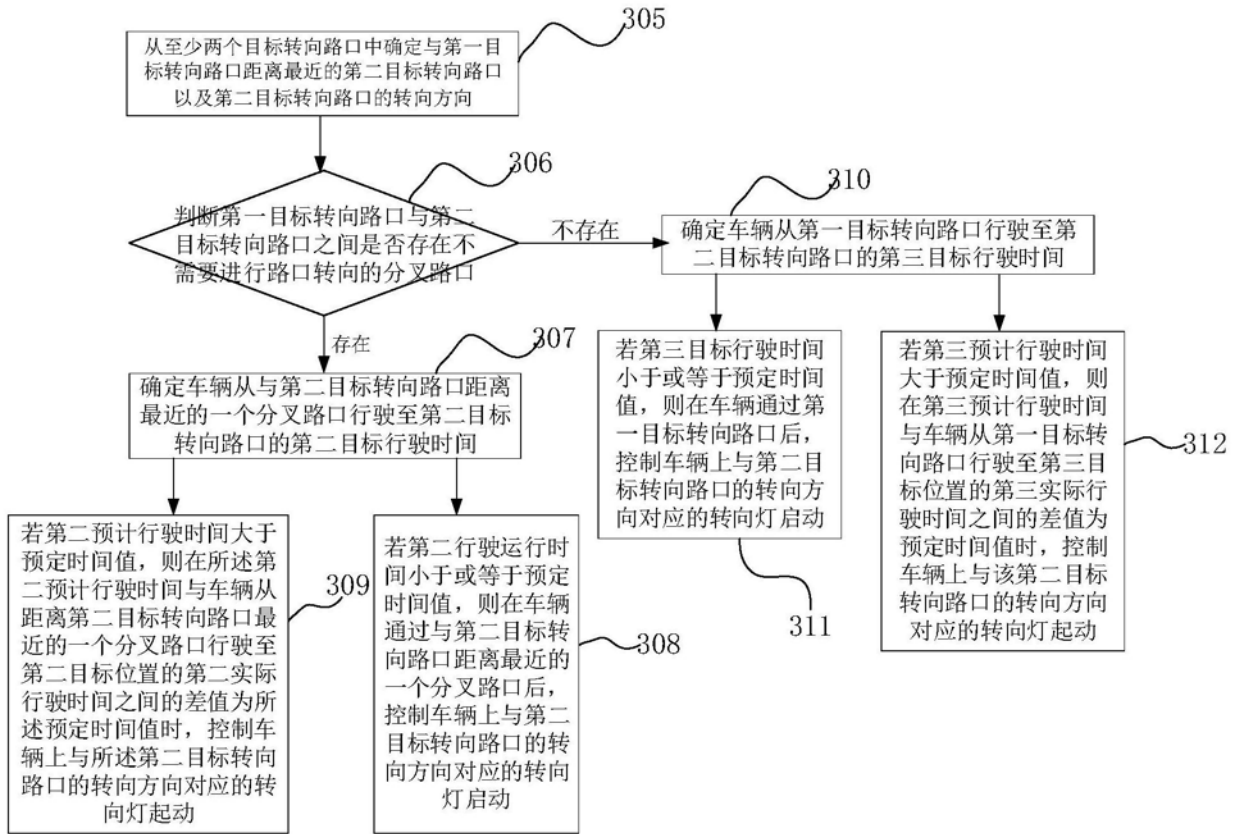 305
从至少两个目标转向路口中确定与第一目
标转向路口距离最近的第二目标转向路口
以及第二目标转向路口的转向方向
306
判断第一目标转向路口与第二
目标转向路口之间是否存在不
需要进行路口转向的分叉路口
不存在
310
确定车辆从第一目标转向路口行驶至第
二目标转向路口的第三目标行驶时间
存在
307
确定车辆从与第二目标转向路口距离
最近的一个分叉路口行驶至第二目标
转向路口的第二目标行驶时间
若第三目标行驶时间
小于或等于预定时间
值，则在车辆通过第
一目标转向路口后，
控制车辆上与第二目
标转向路口的转向方
向对应的转向灯启动
311
若第三预计行驶时间
大于预定时间值，则
在第三预计行驶时间
与车辆从第一目标转
向路口行驶至第三目
标位置的第三实际行
驶时间之间的差值为
预定时间值时，控制
车辆上与该第二目标
转向路口的转向方向
对应的转向灯起动
312
若第二预计行驶时间大于
预定时间值，则在所述第
二预计行驶时间与车辆从
距离第二目标转向路口最
近的一个分叉路口行驶至
第二目标位置的第二实际
行驶时间之间的差值为所
述预定时间值时，控制车
辆上与所述第二目标转向
路口的转向方向对应的转
向灯起动
309
若第二行驶运行时
间小于或等于预定
时间值，则在车辆
通过与第二目标转
向路口距离最近的
一个分叉路口后，
控制车辆上与第二
目标转向路口的转
向方向对应的转向
灯启动
308